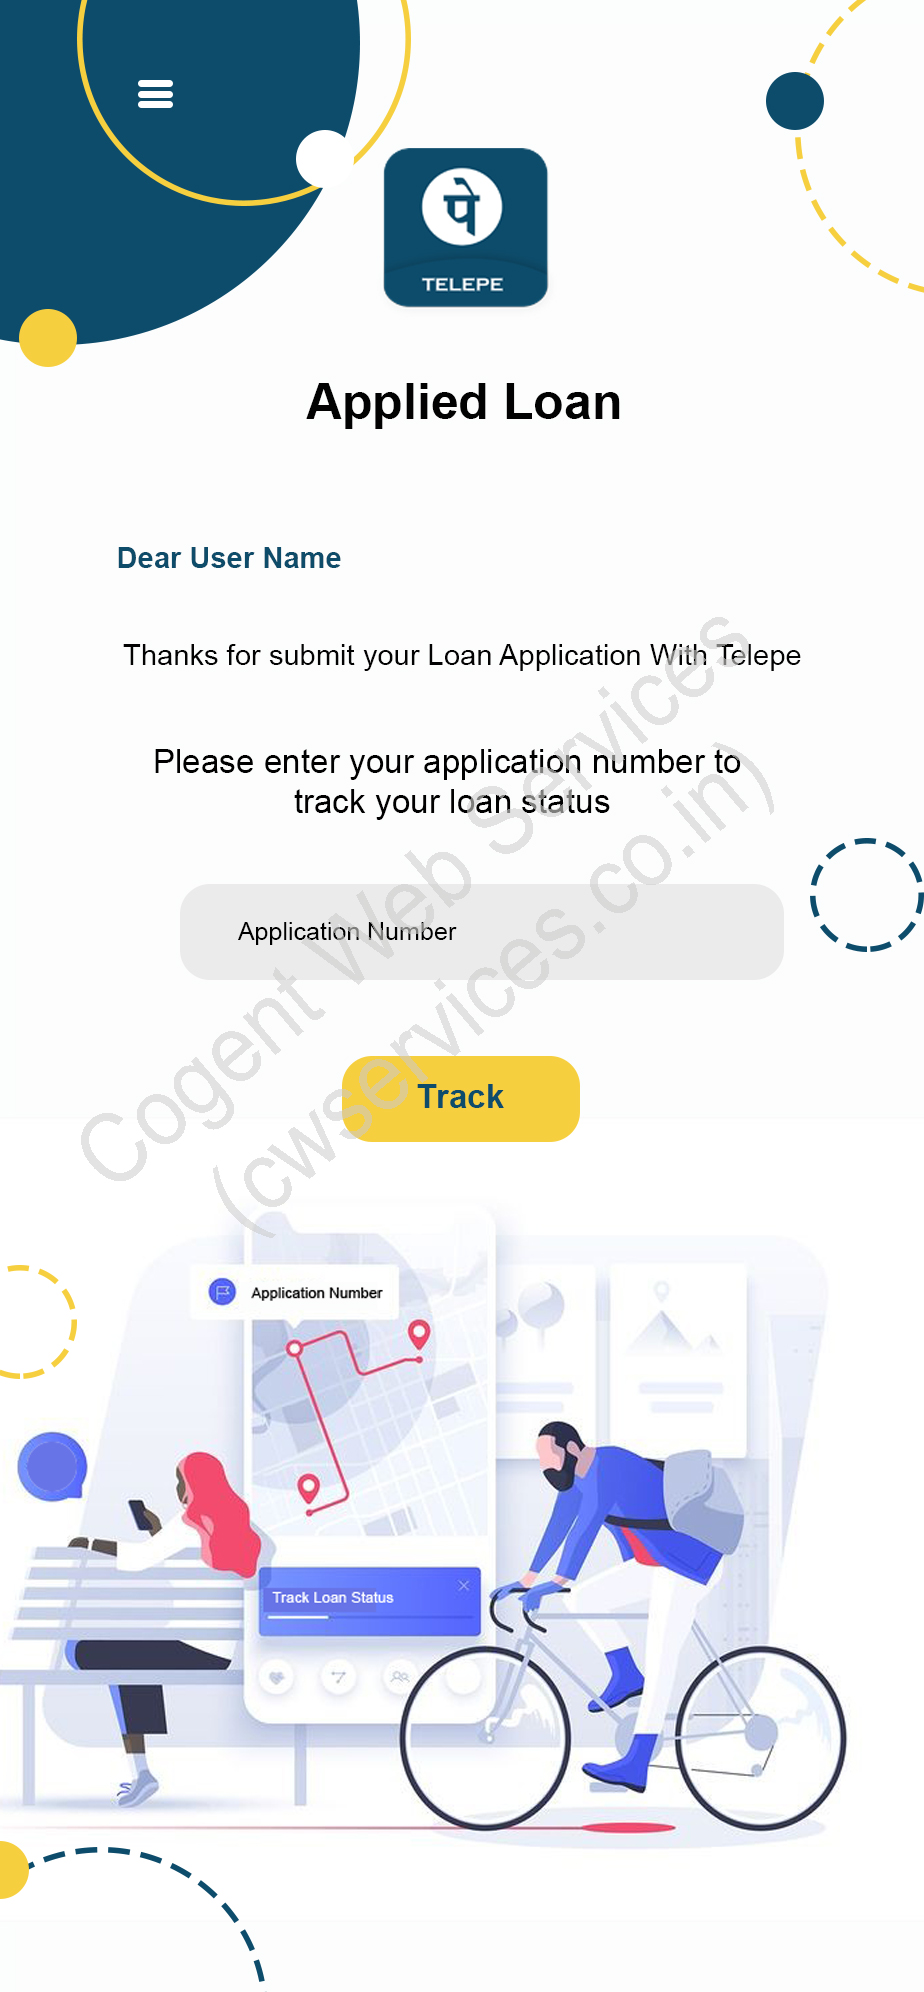 पे
TELEPE
Applied Loan
Dear User Name
Thanks for submit your Loan Application With Telepe
Please enter your application number to
track your loan status
Application Number
Track
Cogent Web Services
(cwservices.co.in)
Application Number
Track Loan Status